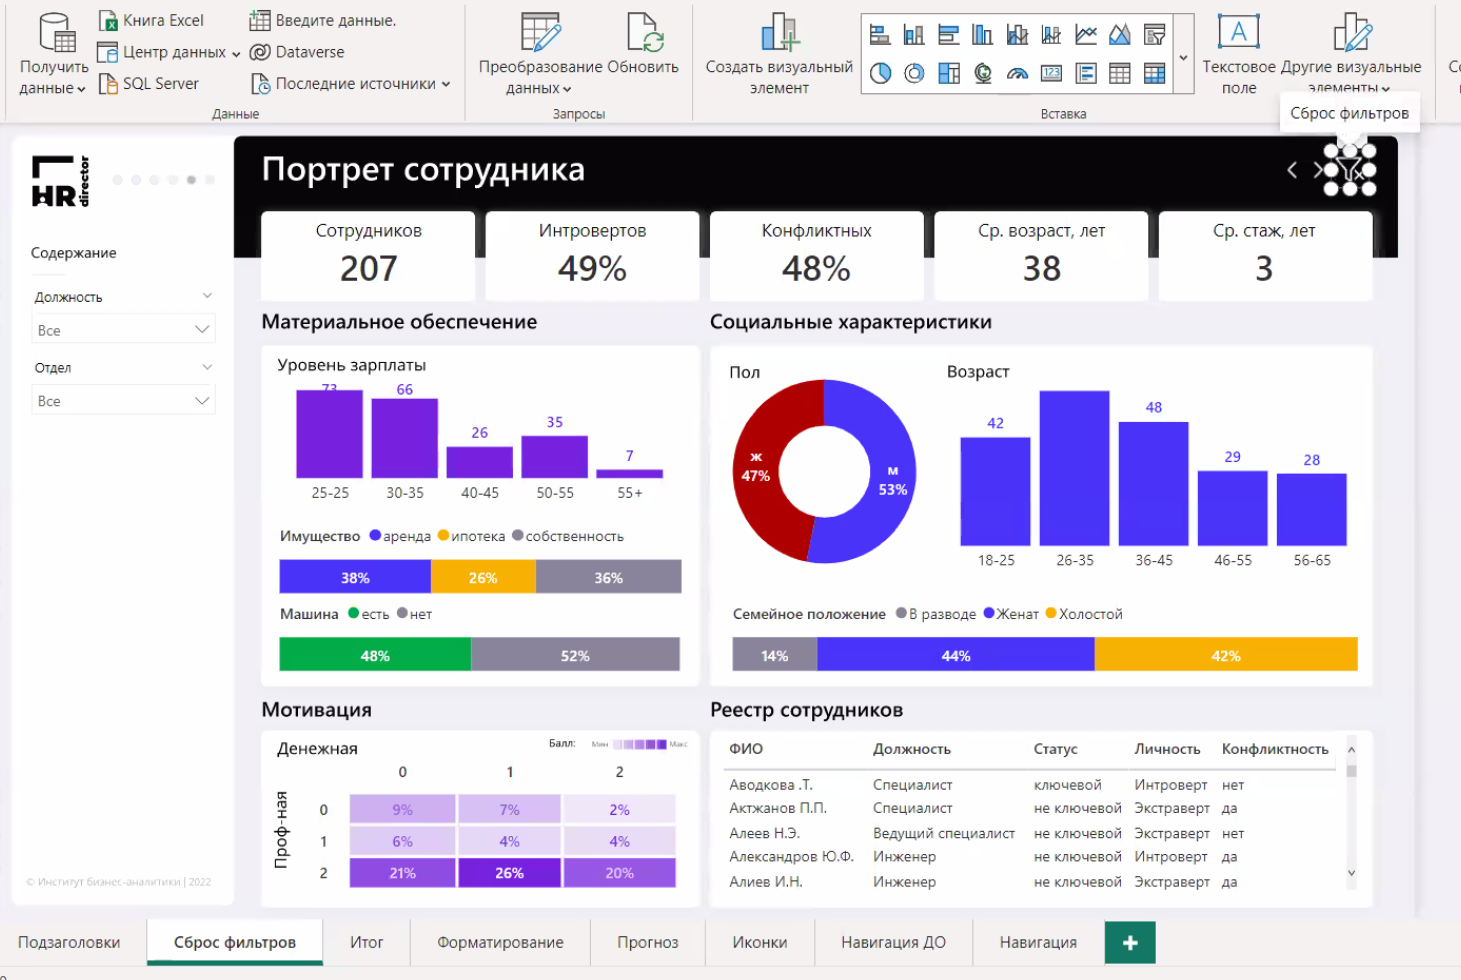 Получить данные
Книга Excel
Центр данных
SQL Server
Введите данные.
Dataverse
Последние источники
Данные
Преобразование данных
Обновить
Запросы
Создать визуальный элемент
123
Вставка
A
Текстовое поле
Другие визуальные элементы
Сброс фильтров
HR director
Содержание
Должность
Все
Отдел
Все
© Институт бизнес-аналитики | 2022
Портрет сотрудника
Сотрудников
207
Интровертов
49%
Конфликтных
48%
Ср. возраст, лет
38
Ср. стаж, лет
3
Материальное обеспечение
Уровень зарплаты
73 66 26 35 7
25-25 30-35 40-45 50-55 55+
Имущество аренда ипотека собственность
38% 26% 36%
Машина есть нет
48% 52%
Социальные характеристики
Пол
ж 47%
м 53%
Возраст
42 48 29 28
18-25 26-35 36-45 46-55 56-65
Семейное положение В разводе Женат Холостой
14% 44% 42%
Мотивация
Денежная
Балл: Мин Макс
0 1 2
Проф-ная
0 9% 7% 2%
1 6% 4% 4%
2 21% 26% 20%
Реестр сотрудников
ФИО Должность Статус Личность Конфликтность
Аводкова .Т. Специалист ключевой Интроверт нет
Актжанов П.П. Специалист не ключевой Экстраверт да
Алеев Н.Э. Ведущий специалист не ключевой Экстраверт нет
Александров Ю.Ф. Инженер не ключевой Интроверт да
Алиев И.Н. Инженер не ключевой Экстраверт да
Подзаголовки
Сброс фильтров
Итог
Форматирование
Прогноз
Иконки
Навигация ДО
Навигация